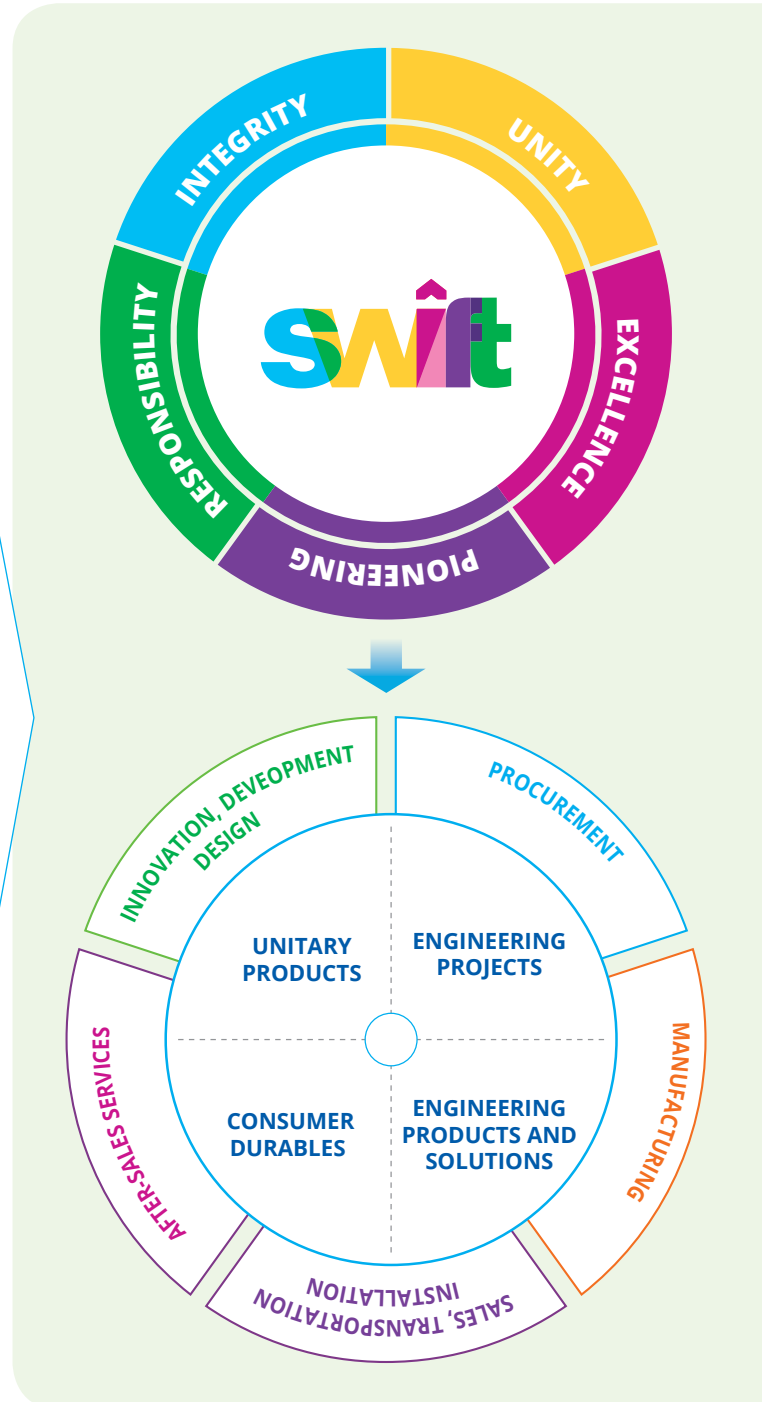 INTEGRITY
UNITY
EXCELLENCE
PIONEERING
RESPONSIBILITY
swift
INNOVATION, DEVEOPMENT
DESIGN
PROCUREMENT
MANUFACTURING
SALES, TRANSPORTATION
INSTALLATION
AFTER-SALES SERVICES
UNITARY
PRODUCTS
ENGINEERING
PROJECTS
CONSUMER
DURABLES
ENGINEERING
PRODUCTS AND
SOLUTIONS